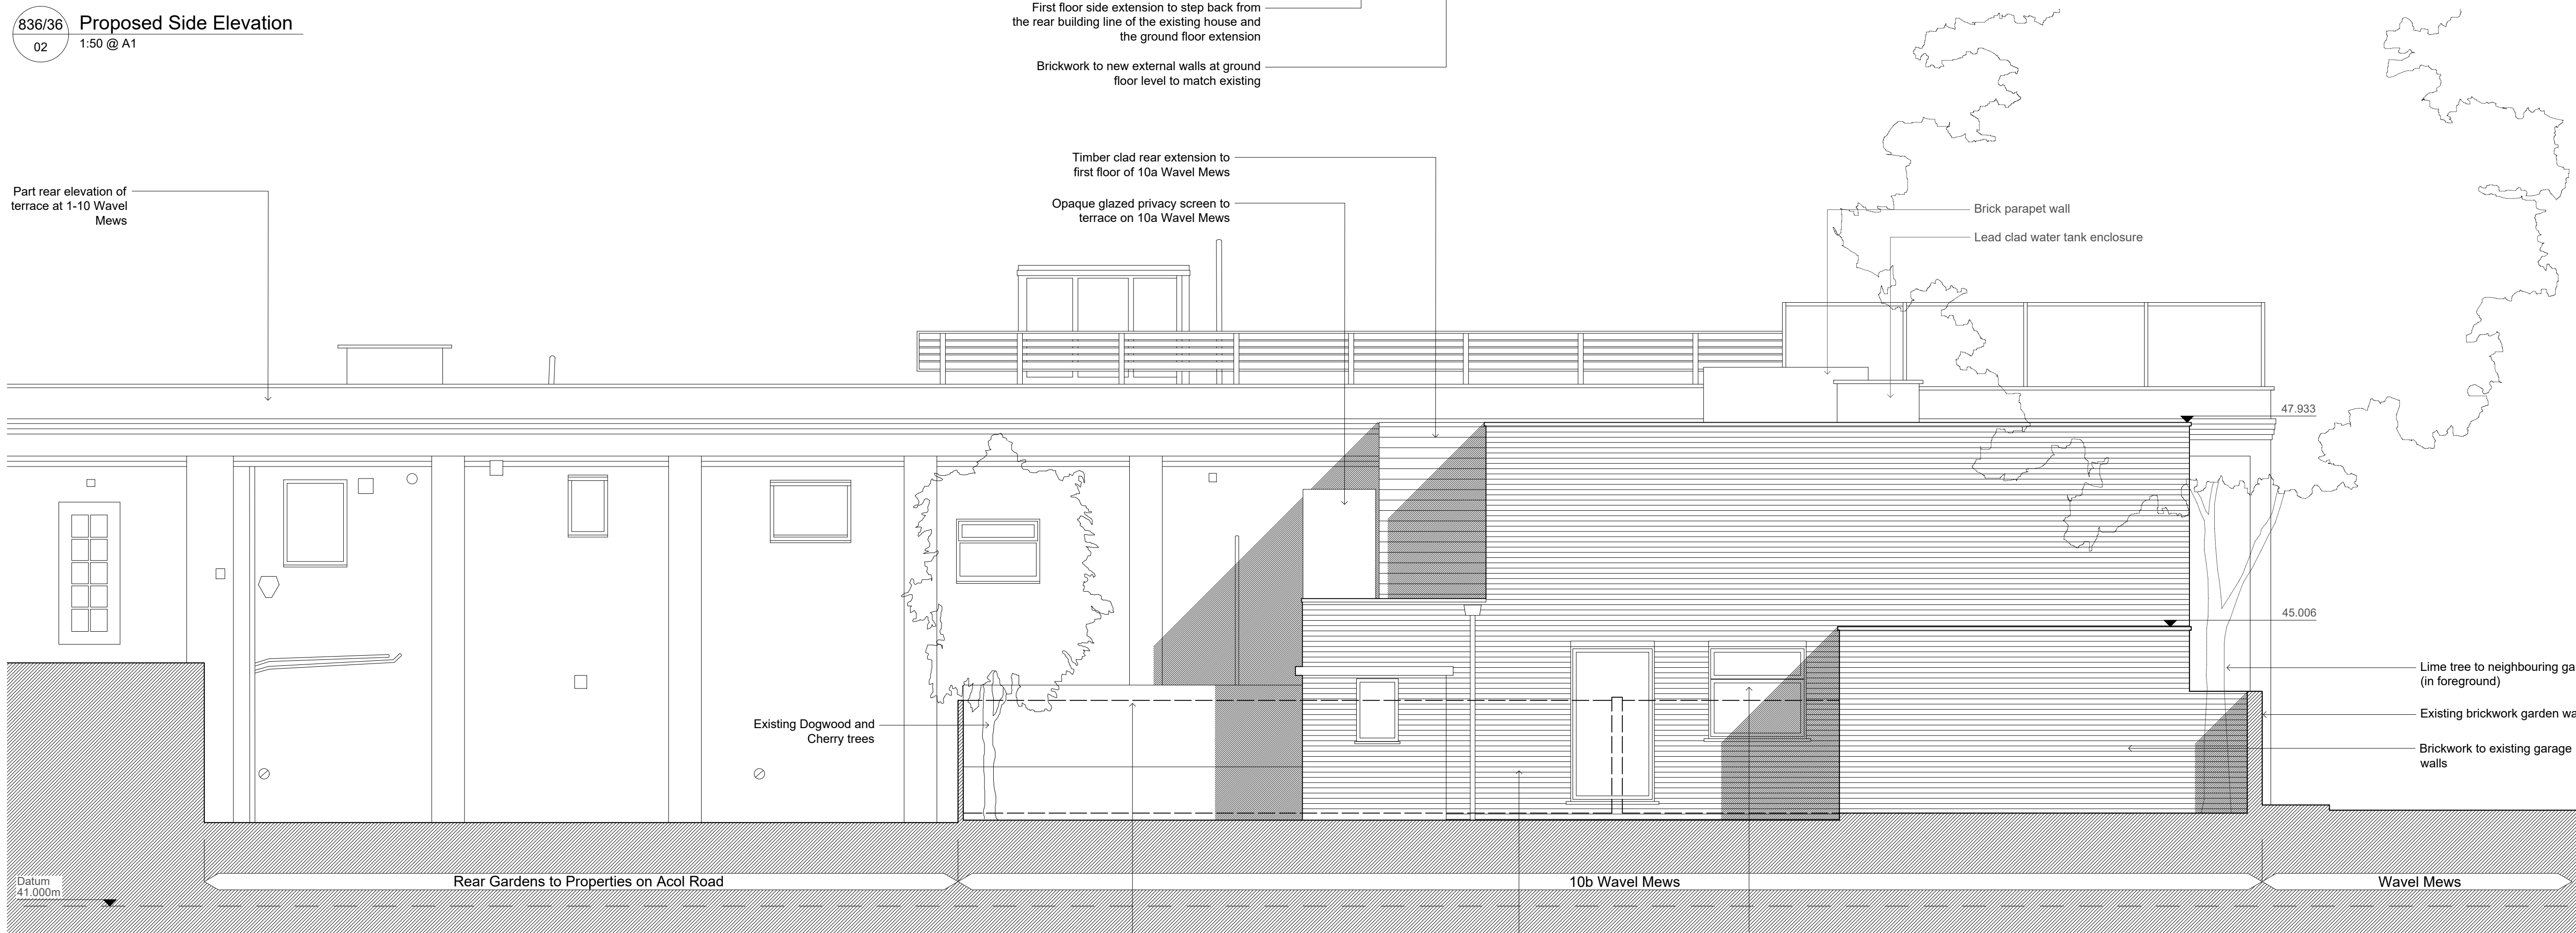 836/36
02
Proposed Side Elevation
1:50 @ A1
First floor side extension to step back from
the rear building line of the existing house and
the ground floor extension
Brickwork to new external walls at ground
floor level to match existing
Timber clad rear extension to
first floor of 10a Wavel Mews
Part rear elevation of
terrace at 1-10 Wavel
Mews
Opaque glazed privacy screen to
terrace on 10a Wavel Mews
Brick parapet wall
Lead clad water tank enclosure
47.933
45.006
Lime tree to neighbouring ga
(in foreground)
Existing brickwork garden wa
Existing Dogwood and
Cherry trees
Brickwork to existing garage
walls
Datum
41.000m
Rear Gardens to Properties on Acol Road
10b Wavel Mews
Wavel Mews